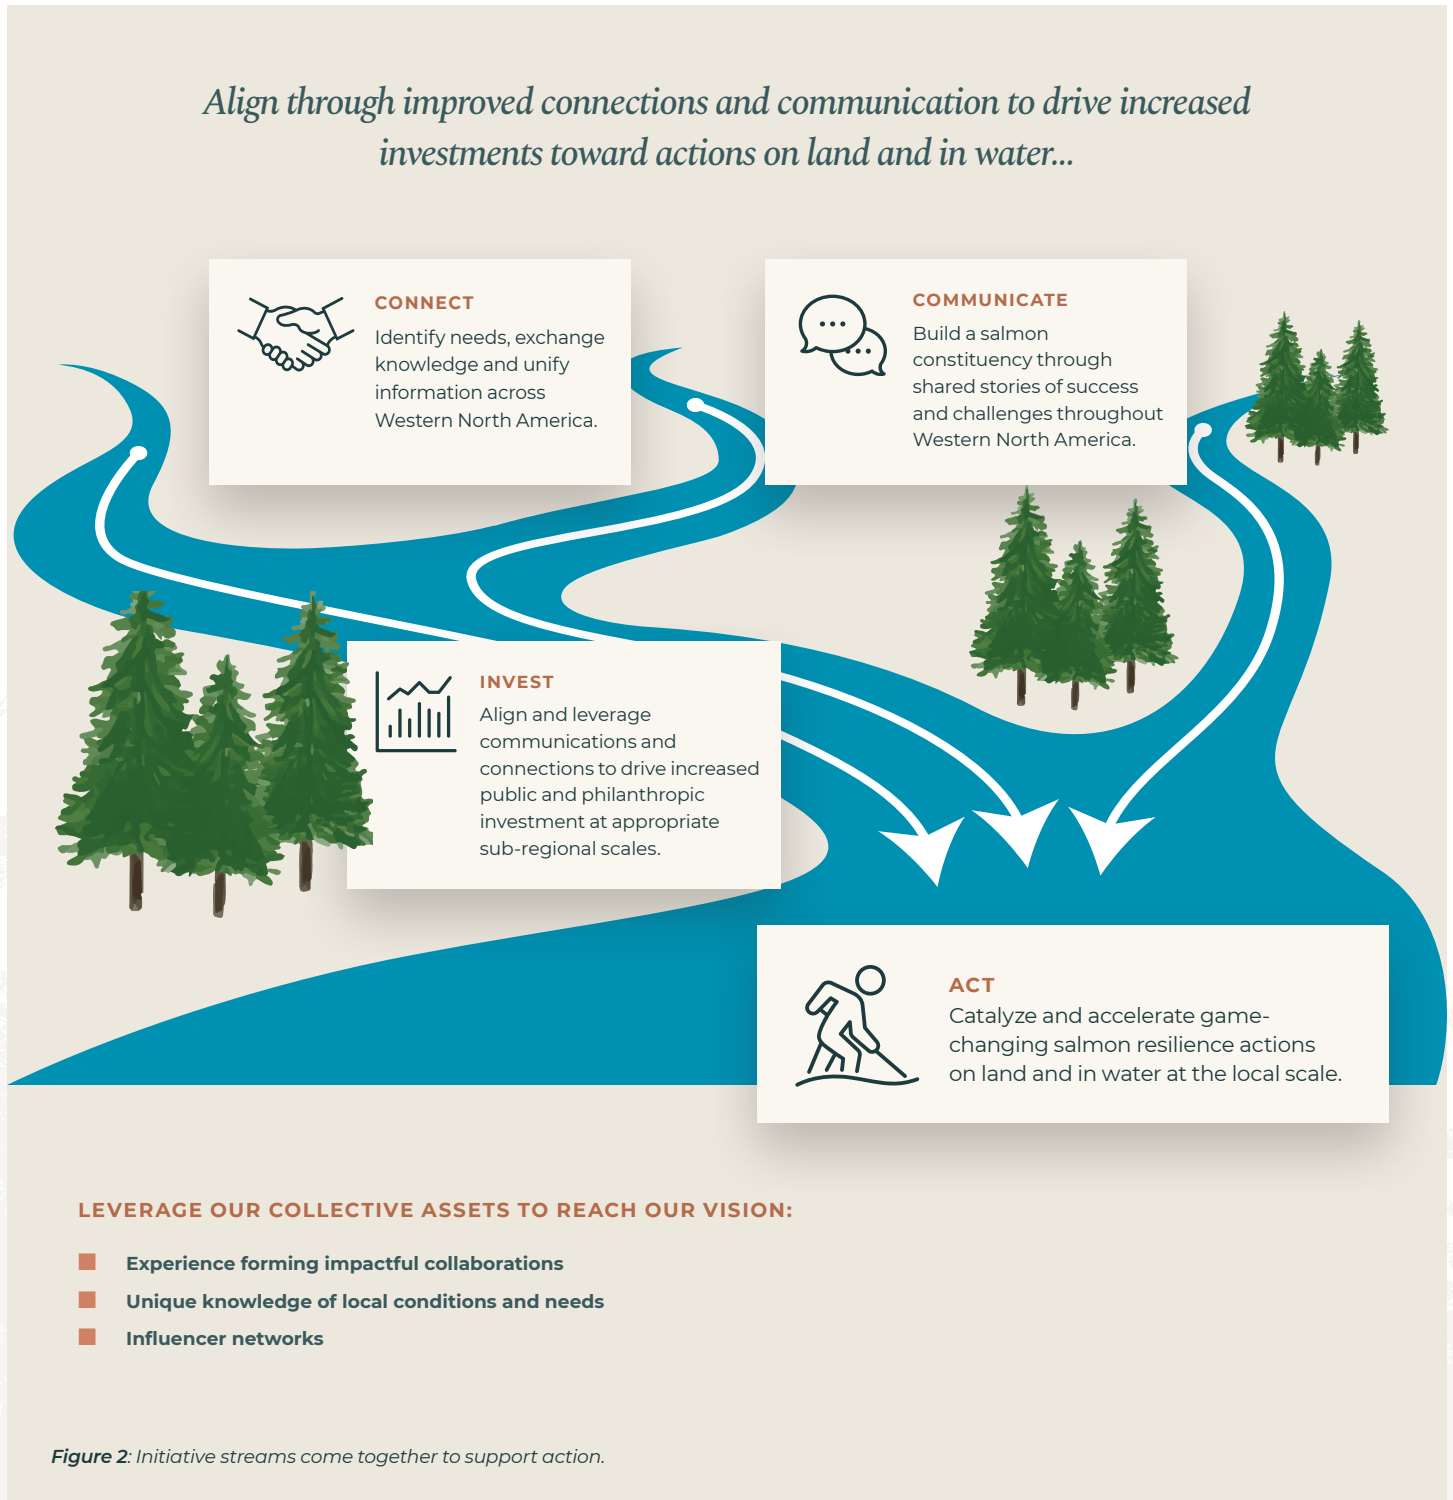 Align through improved connections and communication to drive increased
investments toward actions on land and in water...
CONNECT
Identify needs, exchange
knowledge and unify
information across
Western North America.
COMMUNICATE
Build a salmon
constituency through
shared stories of success
and challenges throughout
Western North America.
INVEST
Align and leverage
communications and
connections to drive increased
public and philanthropic
investment at appropriate
sub-regional scales.
ACT
Catalyze and accelerate game-
changing salmon resilience actions
on land and in water at the local scale.
LEVERAGE OUR COLLECTIVE ASSETS TO REACH OUR VISION:
Experience forming impactful collaborations
Unique knowledge of local conditions and needs
Influencer networks
Figure 2: Initiative streams come together to support action.